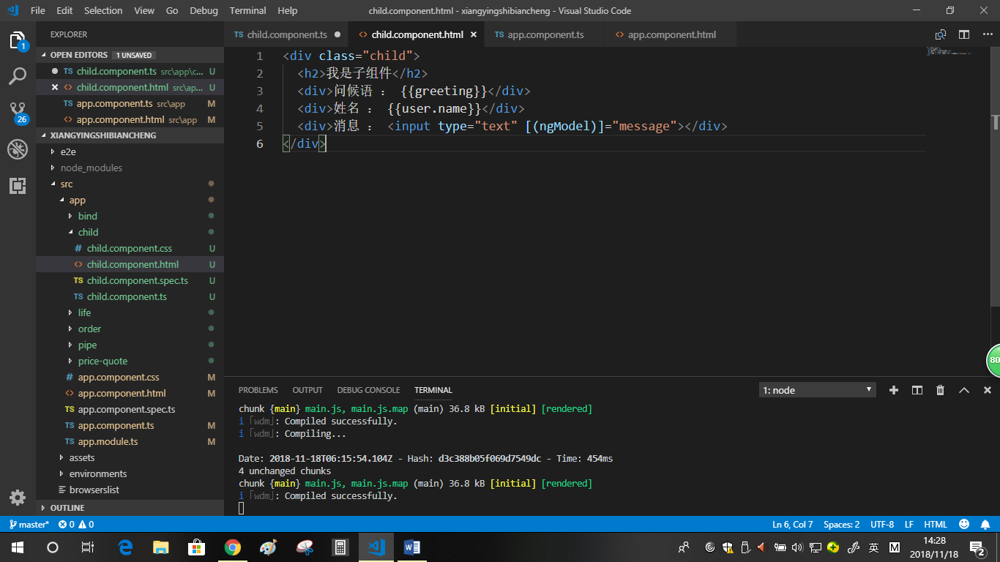 File Edit Selection View Go Debug Terminal Help
child.component.html - xiangyingshibiancheng - Visual Studio Code
EXPLORER
OPEN EDITORS 1 UNSAVED
TS child.component.ts src\app\c... U
child.component.html src\ap... U
TS app.component.ts src\app M
app.component.html src\app M
XIANGYINGSHIBIANCHENG
e2e
node_modules
src
app
bind
child
# child.component.css U
<> child.component.html U
TS child.component.spec.ts U
TS child.component.ts U
life
order
pipe
price-quote
# app.component.css M
<> app.component.html M
TS app.component.spec.ts
TS app.component.ts M
TS app.module.ts M
assets
environments
browserslist
OUTLINE
1
26
TS child.component.ts
<> child.component.html
TS app.component.ts
<> app.component.html
1 <div class="child">
2 <h2>我是子组件</h2>
3 <div>问候语 : {{greeting}}</div>
4 <div>姓名 : {{user.name}}</div>
5 <div>消息 : <input type="text" [(ngModel)]="message"></div>
6 </div>
80
PROBLEMS OUTPUT DEBUG CONSOLE TERMINAL
1: node
chunk {main} main.js, main.js.map (main) 36.8 kB [initial] [rendered]
i「wdm」: Compiled successfully.
i「wdm」: Compiling...
Date: 2018-11-18T06:15:54.104Z - Hash: d3c388b05f069d7549dc - Time: 454ms
4 unchanged chunks
chunk {main} main.js, main.js.map (main) 36.8 kB [initial] [rendered]
i「wdm」: Compiled successfully.
master* 0 0
Ln 6, Col 7 Spaces: 2 UTF-8 LF HTML
英 M
14:28
2018/11/18
2